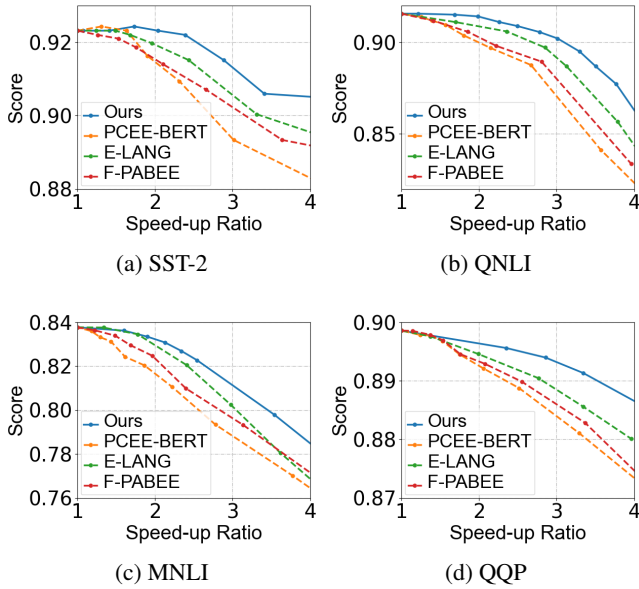 0.92
0.90
0.88
Score
Ours
PCEE-BERT
E-LANG
F-PABEE
1 2 3 4
Speed-up Ratio
(a) SST-2
0.90
0.85
Score
Ours
PCEE-BERT
E-LANG
F-PABEE
1 2 3 4
Speed-up Ratio
(b) QNLI
0.84
0.82
0.80
0.78
0.76
Score
Ours
PCEE-BERT
E-LANG
F-PABEE
1 2 3 4
Speed-up Ratio
(c) MNLI
0.90
0.89
0.88
0.87
Score
Ours
PCEE-BERT
E-LANG
F-PABEE
1 2 3 4
Speed-up Ratio
(d) QQP